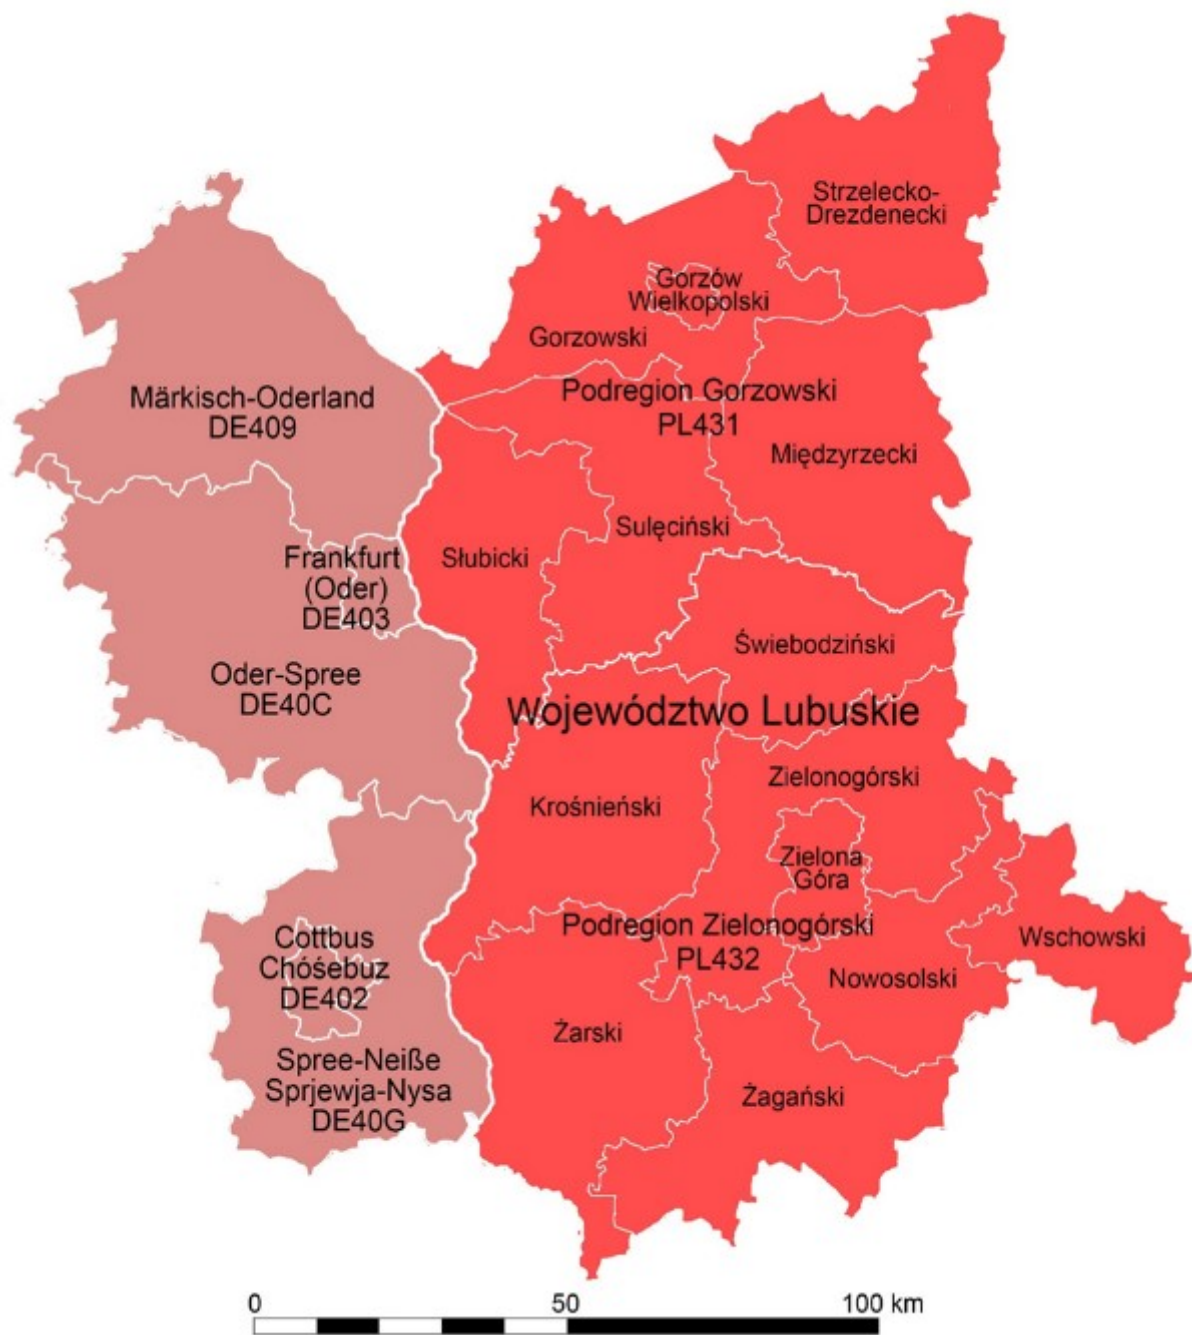 Strzelecko-
Drezdenecki
Gorzów
Wielkopolski
Gorzowski
Märkisch-Oderland
DE409
Podregion Gorzowski
PL431
Międzyrzecki
Sulęciński
Słubicki
Frankfurt
(Oder)
DE403
Świebodziński
Oder-Spree
DE40C
Województwo Lubuskie
Zielonogórski
Krośnieński
Zielona
Góra
Podregion Zielonogórski
PL432
Wschowski
Nowosolski
Cottbus
Chóśebuz
DE402
Żarski
Spree-Neiße
Sprjewja-Nysa
DE40G
Żagański
0 50 100 km